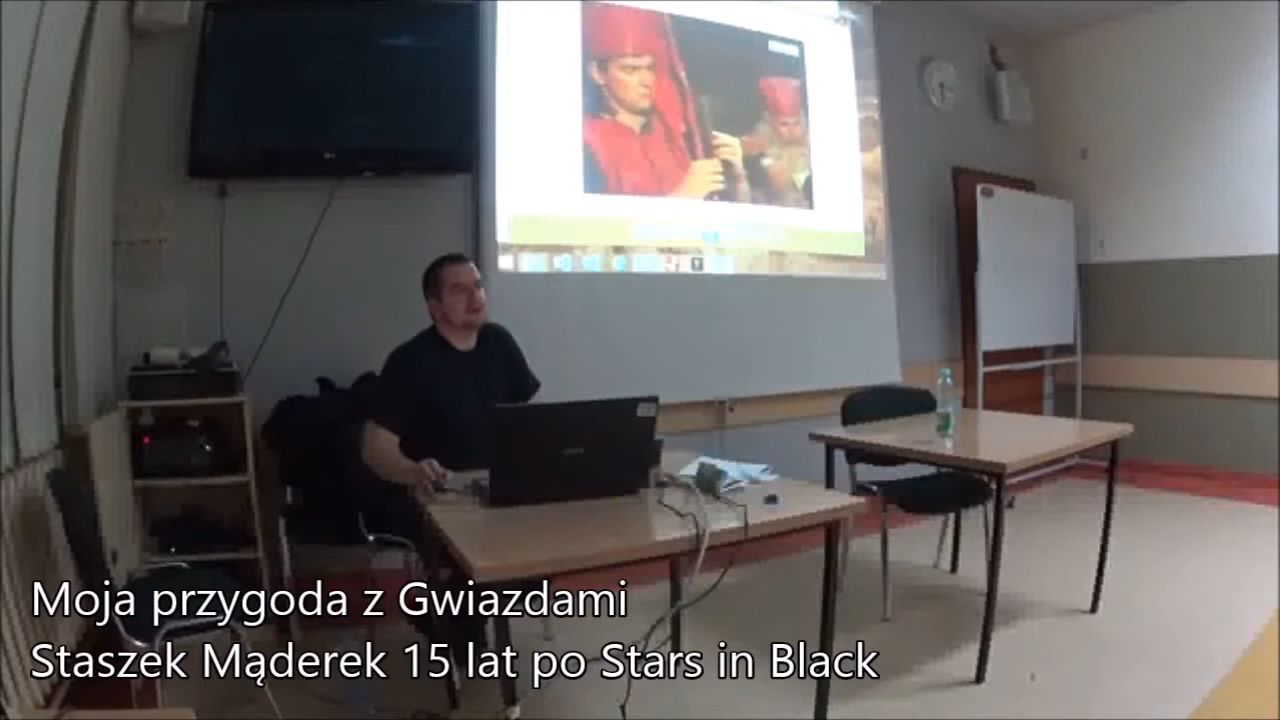 Moja przygoda z Gwiazdami
Staszek Mąderek 15 lat po Stars in Black